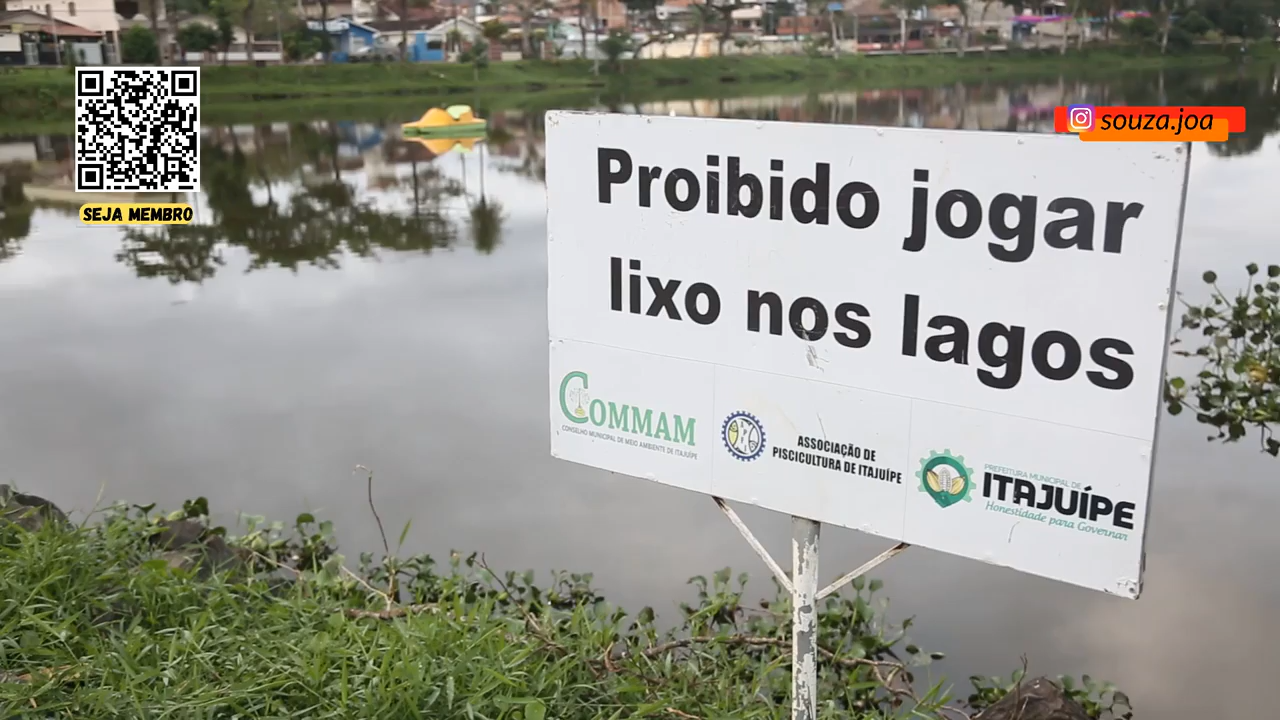 SEJA MEMBRO
souza.joa
Proibido jogar
lixo nos lagos
COMMAM
CONSELHO MUNICIPAL DE MEIO AMBIENTE DE ITAJUÍPE
ASSOCIAÇÃO DE
PISCICULTURA DE ITAJUÍPE
PREFEITURA MUNICIPAL DE
ITAJUÍPE
Honestidade para Governar